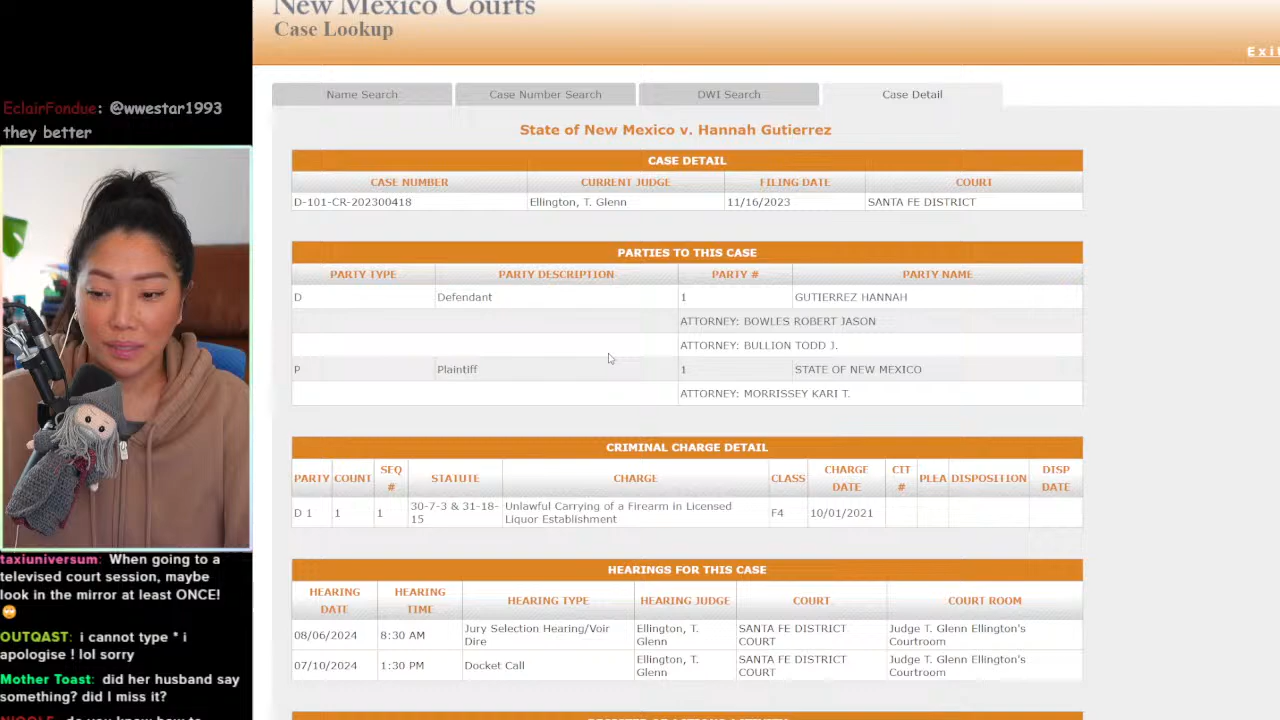 New Mexico Courts
Case Lookup
Exit
Name Search
Case Number Search
DWI Search
Case Detail
State of New Mexico v. Hannah Gutierrez
CASE DETAIL
CASE NUMBER CURRENT JUDGE FILING DATE COURT
D-101-CR-202300418 Ellington, T. Glenn 11/16/2023 SANTA FE DISTRICT
PARTIES TO THIS CASE
PARTY TYPE PARTY DESCRIPTION PARTY # PARTY NAME
D Defendant 1 GUTIERREZ HANNAH
ATTORNEY: BOWLES ROBERT JASON
ATTORNEY: BULLION TODD J.
P Plaintiff 1 STATE OF NEW MEXICO
ATTORNEY: MORRISSEY KARI T.
CRIMINAL CHARGE DETAIL
PARTY COUNT SEQ # STATUTE CHARGE CLASS CHARGE DATE CIT # PLEA DISPOSITION DISP DATE
D 1 1 1 30-7-3 & 31-18-15 Unlawful Carrying of a Firearm in Licensed Liquor Establishment F4 10/01/2021
HEARINGS FOR THIS CASE
HEARING DATE HEARING TIME HEARING TYPE HEARING JUDGE COURT COURT ROOM
08/06/2024 8:30 AM Jury Selection Hearing/Voir Dire Ellington, T. Glenn SANTA FE DISTRICT COURT Judge T. Glenn Ellington's Courtroom
07/10/2024 1:30 PM Docket Call Ellington, T. Glenn SANTA FE DISTRICT COURT Judge T. Glenn Ellington's Courtroom
EclairFondue: @wwestar1993
they better
taxiuniversum: When going to a
televised court session, maybe
look in the mirror at least ONCE!
OUTQAST: i cannot type * i
apologise ! lol sorry
Mother Toast: did her husband say
something? did I miss it?